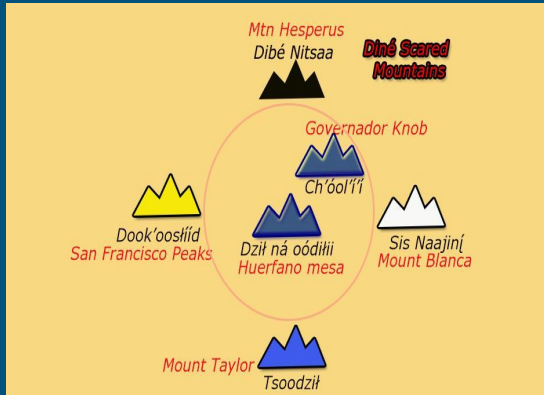 Mtn Hesperus
Dibé Nitsaa
Diné Scared
Mountains
Governador Knob
Ch'óol'í'í
Dook'oosłííd
San Francisco Peaks
Dził ná oódiłii
Huerfano mesa
Sis Naajiní̜
Mount Blanca
Mount Taylor
Tsoodził